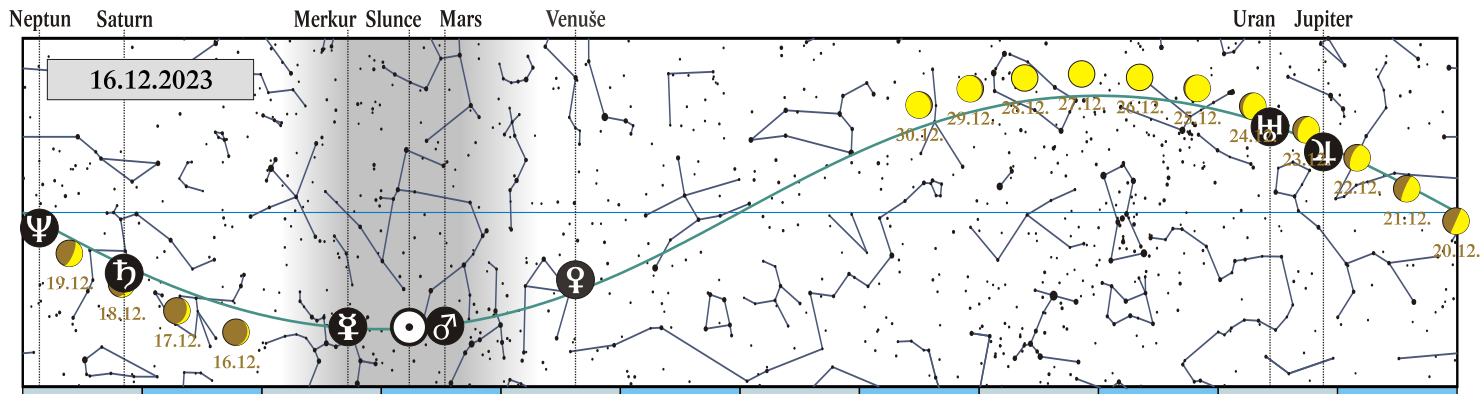 Neptun Saturn Merkur Slunce Mars Venuše Uran Jupiter
16.12.2023
30.12. 29.12. 28.12. 27.12. 26.12. 25.12. 24.12. 23.12. 22.12. 21.12. 20.12.
19.12. 18.12. 17.12. 16.12.